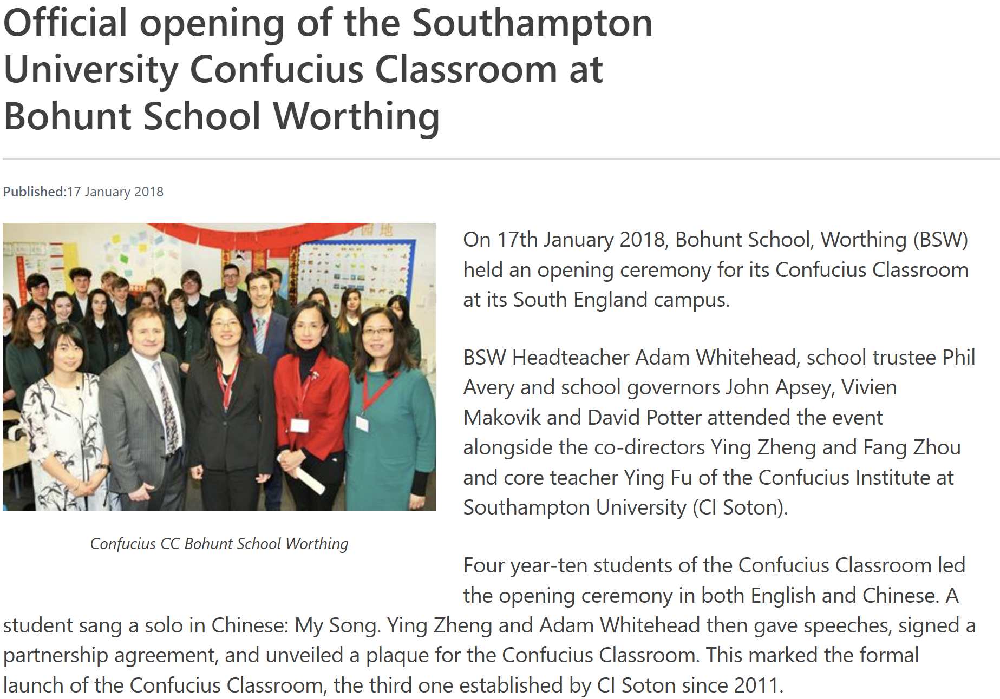 Official opening of the Southampton
University Confucius Classroom at
Bohunt School Worthing
Published:17 January 2018
园地
On 17th January 2018, Bohunt School, Worthing (BSW)
held an opening ceremony for its Confucius Classroom
at its South England campus.
BSW Headteacher Adam Whitehead, school trustee Phil
Avery and school governors John Apsey, Vivien
Makovik and David Potter attended the event
alongside the co-directors Ying Zheng and Fang Zhou
and core teacher Ying Fu of the Confucius Institute at
Southampton University (CI Soton).
Confucius CC Bohunt School Worthing
Four year-ten students of the Confucius Classroom led
the opening ceremony in both English and Chinese. A
student sang a solo in Chinese: My Song. Ying Zheng and Adam Whitehead then gave speeches, signed a
partnership agreement, and unveiled a plaque for the Confucius Classroom. This marked the formal
launch of the Confucius Classroom, the third one established by CI Soton since 2011.